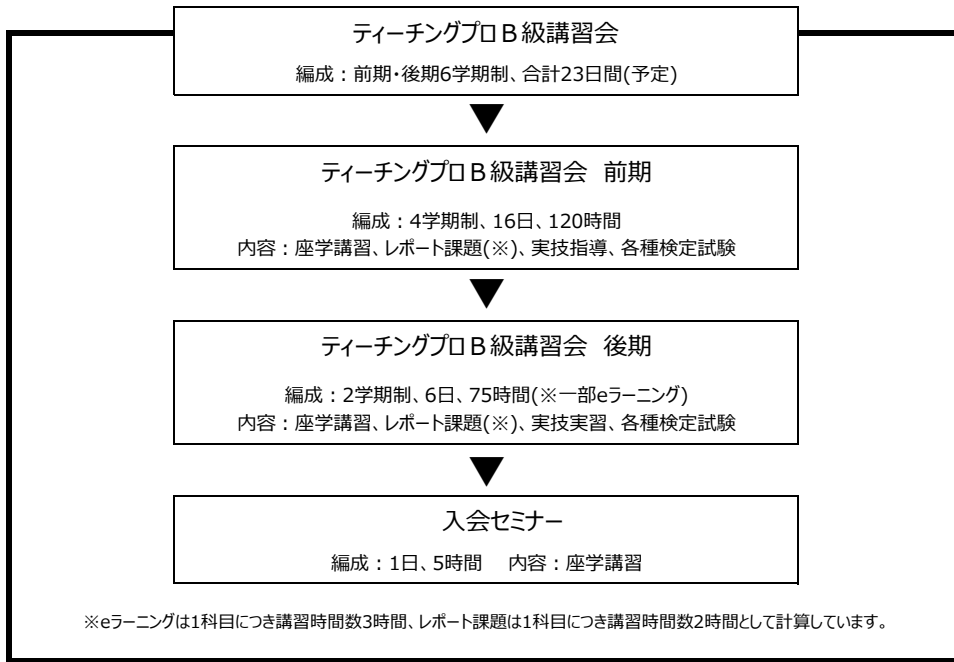 ティーチングプロB級講習会
編成：前期・後期6学期制、合計23日間(予定)
ティーチングプロB級講習会 前期
編成：4学期制、16日、120時間
内容：座学講習、レポート課題(※)、実技指導、各種検定試験
ティーチングプロB級講習会 後期
編成：2学期制、6日、75時間(※一部eラーニング)
内容：座学講習、レポート課題(※)、実技実習、各種検定試験
入会セミナー
編成：1日、5時間　内容：座学講習
※eラーニングは1科目につき講習時間数3時間、レポート課題は1科目につき講習時間数2時間として計算しています。